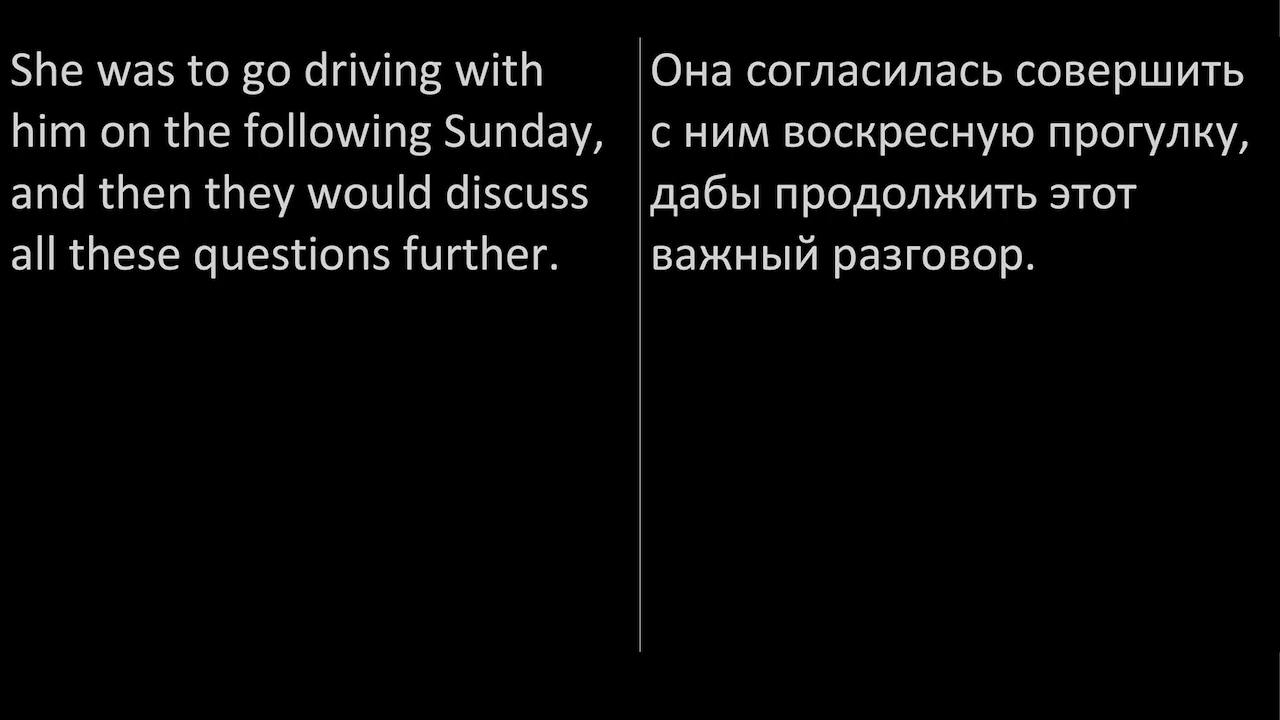 She was to go driving with
him on the following Sunday,
and then they would discuss
all these questions further.
Она согласилась совершить
с ним воскресную прогулку,
дабы продолжить этот
важный разговор.